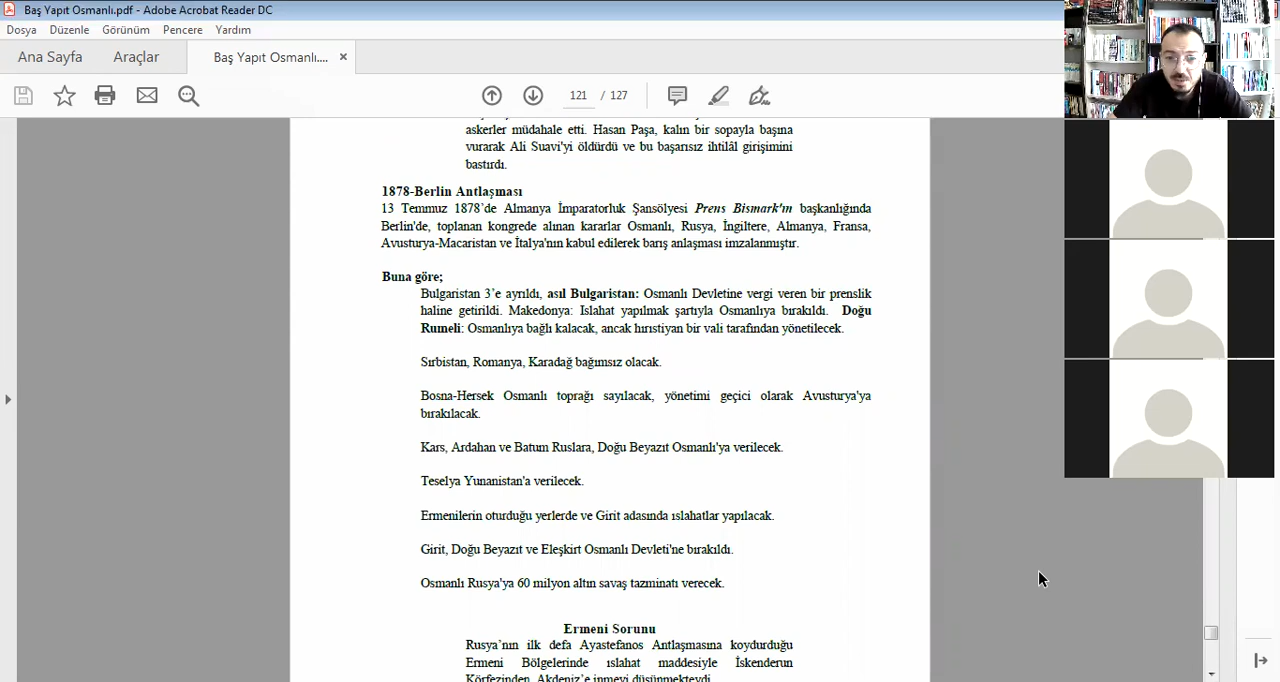 Baş Yapıt Osmanlı.pdf - Adobe Acrobat Reader DC
Dosya Düzenle Görünüm Pencere Yardım
Ana Sayfa Araçlar Baş Yapıt Osmanlı.... ×
121 / 127
askerler müdahale etti. Hasan Paşa, kalın bir sopayla başına
vurarak Ali Suavi'yi öldürdü ve bu başarısız ihtilâl girişimini
bastırdı.
1878-Berlin Antlaşması
13 Temmuz 1878’de Almanya İmparatorluk Şansölyesi Prens Bismark'ın başkanlığında
Berlin'de, toplanan kongrede alınan kararlar Osmanlı, Rusya, İngiltere, Almanya, Fransa,
Avusturya-Macaristan ve İtalya'nın kabul edilerek barış anlaşması imzalanmıştır.
Buna göre;
Bulgaristan 3’e ayrıldı, asıl Bulgaristan: Osmanlı Devletine vergi veren bir prenslik
haline getirildi. Makedonya: Islahat yapılmak şartıyla Osmanlıya bırakıldı. Doğu
Rumeli: Osmanlıya bağlı kalacak, ancak hıristiyan bir vali tarafından yönetilecek.
Sırbistan, Romanya, Karadağ bağımsız olacak.
Bosna-Hersek Osmanlı toprağı sayılacak, yönetimi geçici olarak Avusturya'ya
bırakılacak.
Kars, Ardahan ve Batum Ruslara, Doğu Beyazıt Osmanlı'ya verilecek.
Teselya Yunanistan'a verilecek.
Ermenilerin oturduğu yerlerde ve Girit adasında ıslahatlar yapılacak.
Girit, Doğu Beyazıt ve Eleşkirt Osmanlı Devleti'ne bırakıldı.
Osmanlı Rusya'ya 60 milyon altın savaş tazminatı verecek.
Ermeni Sorunu
Rusya’nın ilk defa Ayastefanos Antlaşmasına koydurduğu
Ermeni Bölgelerinde ıslahat maddesiyle İskenderun
Körfezinden, Akdeniz’e inmeyi düşünmekteydi.